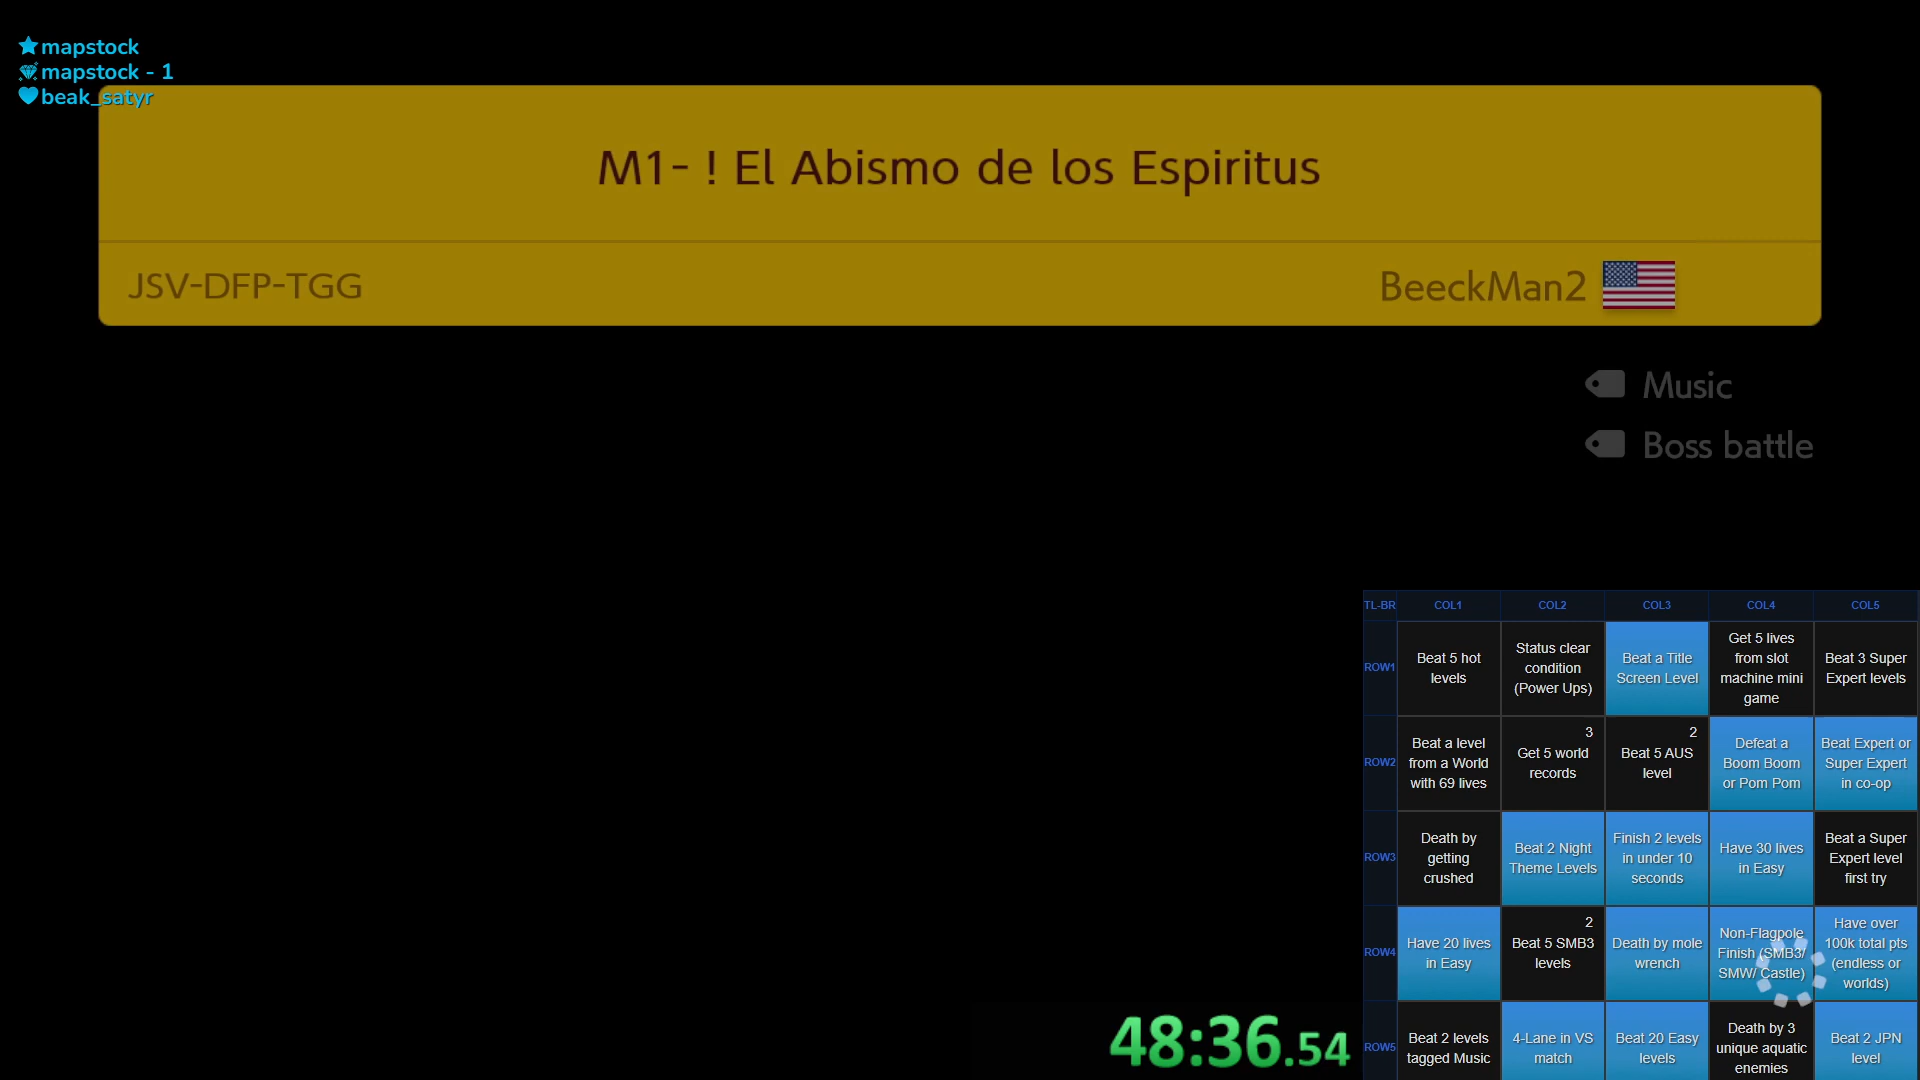 mapstock
mapstock - 1
beak_satyr
M1- ! El Abismo de los Espiritus
JSV-DFP-TGG
BeeckMan2
Music
Boss battle
TL-BR COL1 COL2 COL3 COL4 COL5
ROW1
Beat 5 hot
levels
Status clear
condition
(Power Ups)
Beat a Title
Screen Level
Get 5 lives
from slot
machine mini
game
Beat 3 Super
Expert levels
ROW2
Beat a level
from a World
with 69 lives
3
Get 5 world
records
2
Beat 5 AUS
level
Defeat a
Boom Boom
or Pom Pom
Beat Expert or
Super Expert
in co-op
ROW3
Death by
getting
crushed
Beat 2 Night
Theme Levels
Finish 2 levels
in under 10
seconds
Have 30 lives
in Easy
Beat a Super
Expert level
first try
ROW4
Have 20 lives
in Easy
2
Beat 5 SMB3
levels
Death by mole
wrench
Non-Flagpole
Finish (SMB3/
SMW/ Castle)
Have over
100k total pts
(endless or
worlds)
ROW5
Beat 2 levels
tagged Music
4-Lane in VS
match
Beat 20 Easy
levels
Death by 3
unique aquatic
enemies
Beat 2 JPN
level
48:36.54